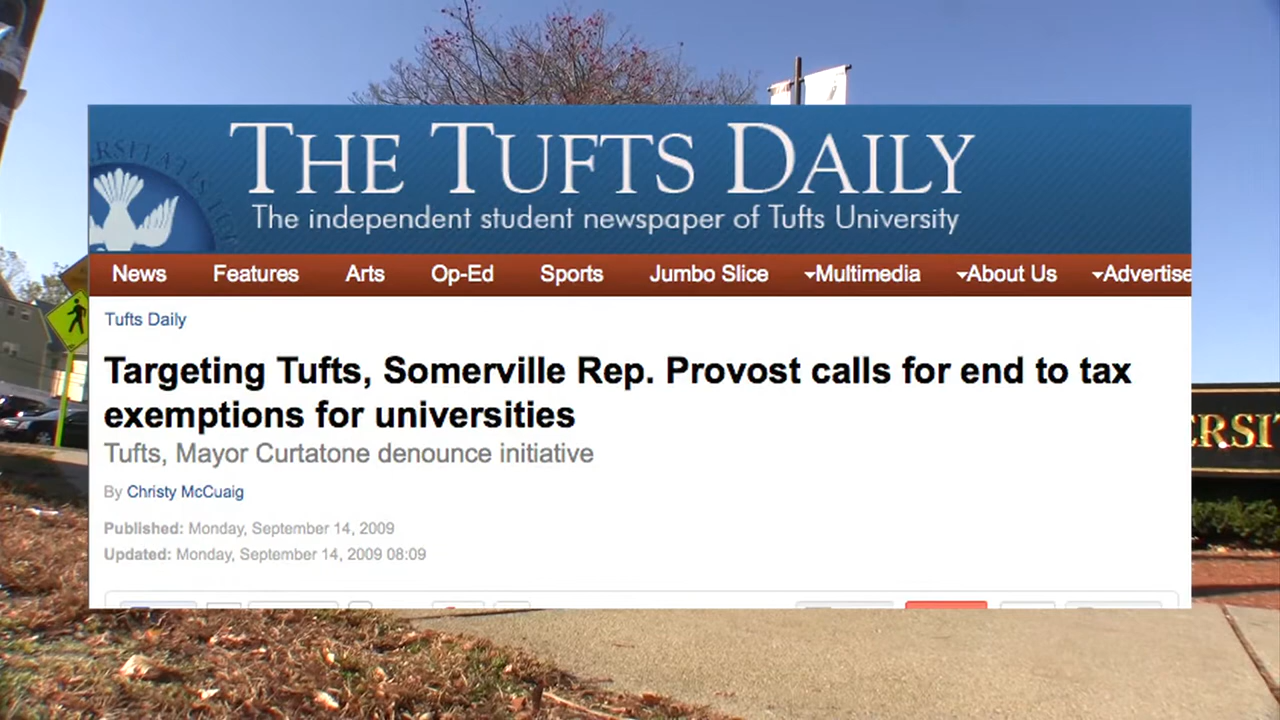 THE TUFTS DAILY
The independent student newspaper of Tufts University
News Features Arts Op-Ed Sports Jumbo Slice Multimedia About Us Advertise
Tufts Daily
Targeting Tufts, Somerville Rep. Provost calls for end to tax
exemptions for universities
Tufts, Mayor Curtatone denounce initiative
By Christy McCuaig
Published: Monday, September 14, 2009
Updated: Monday, September 14, 2009 08:09
ERSI